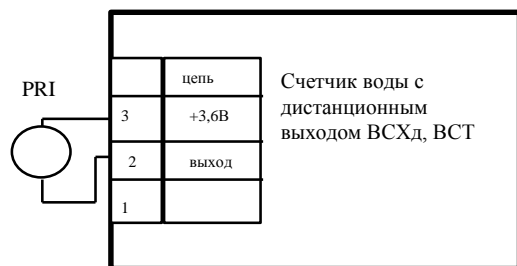 PRI
цепь
3 +3,6В
2 выход
1
Счетчик воды с
дистанционным
выходом ВСХд, ВСТ